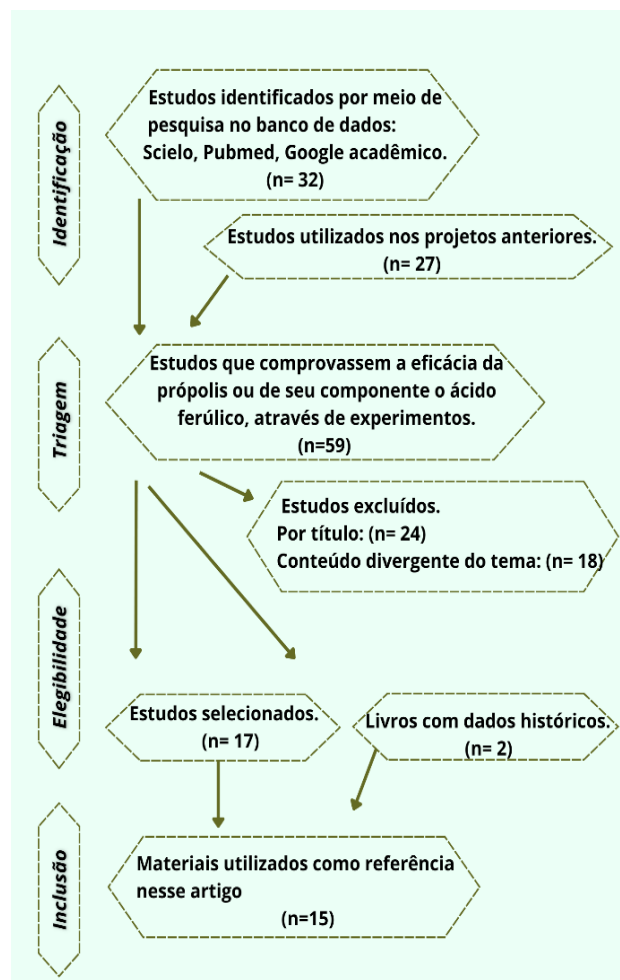 Identificação
Estudos identificados por meio de
pesquisa no banco de dados:
Scielo, Pubmed, Google acadêmico.
(n= 32)
Estudos utilizados nos projetos anteriores.
(n= 27)
Triagem
Estudos que comprovassem a eficácia da
própolis ou de seu componente o ácido
ferúlico, através de experimentos.
(n=59)
Estudos excluídos.
Por título: (n= 24)
Conteúdo divergente do tema: (n= 18)
Elegibilidade
Estudos selecionados.
(n= 17)
Livros com dados históricos.
(n= 2)
Inclusão
Materiais utilizados como referência
nesse artigo
(n=15)